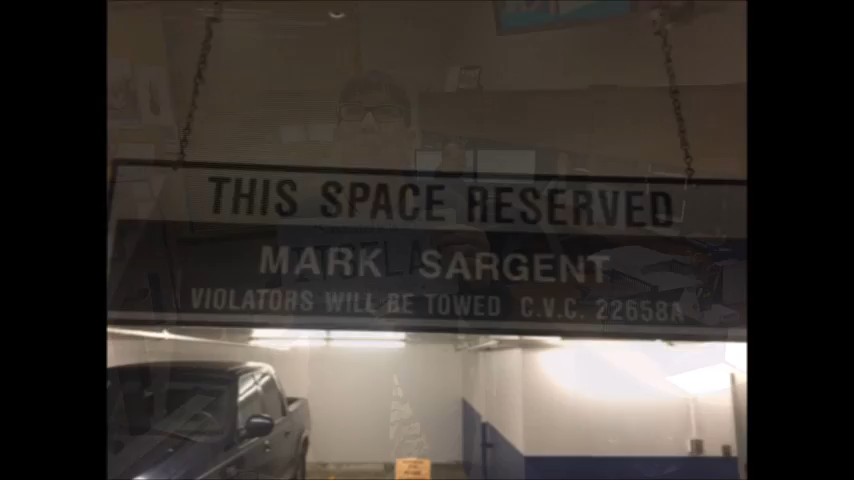 THIS SPACE RESERVED
MARK SARGENT
VIOLATORS WILL BE TOWED C.V.C. 22658A